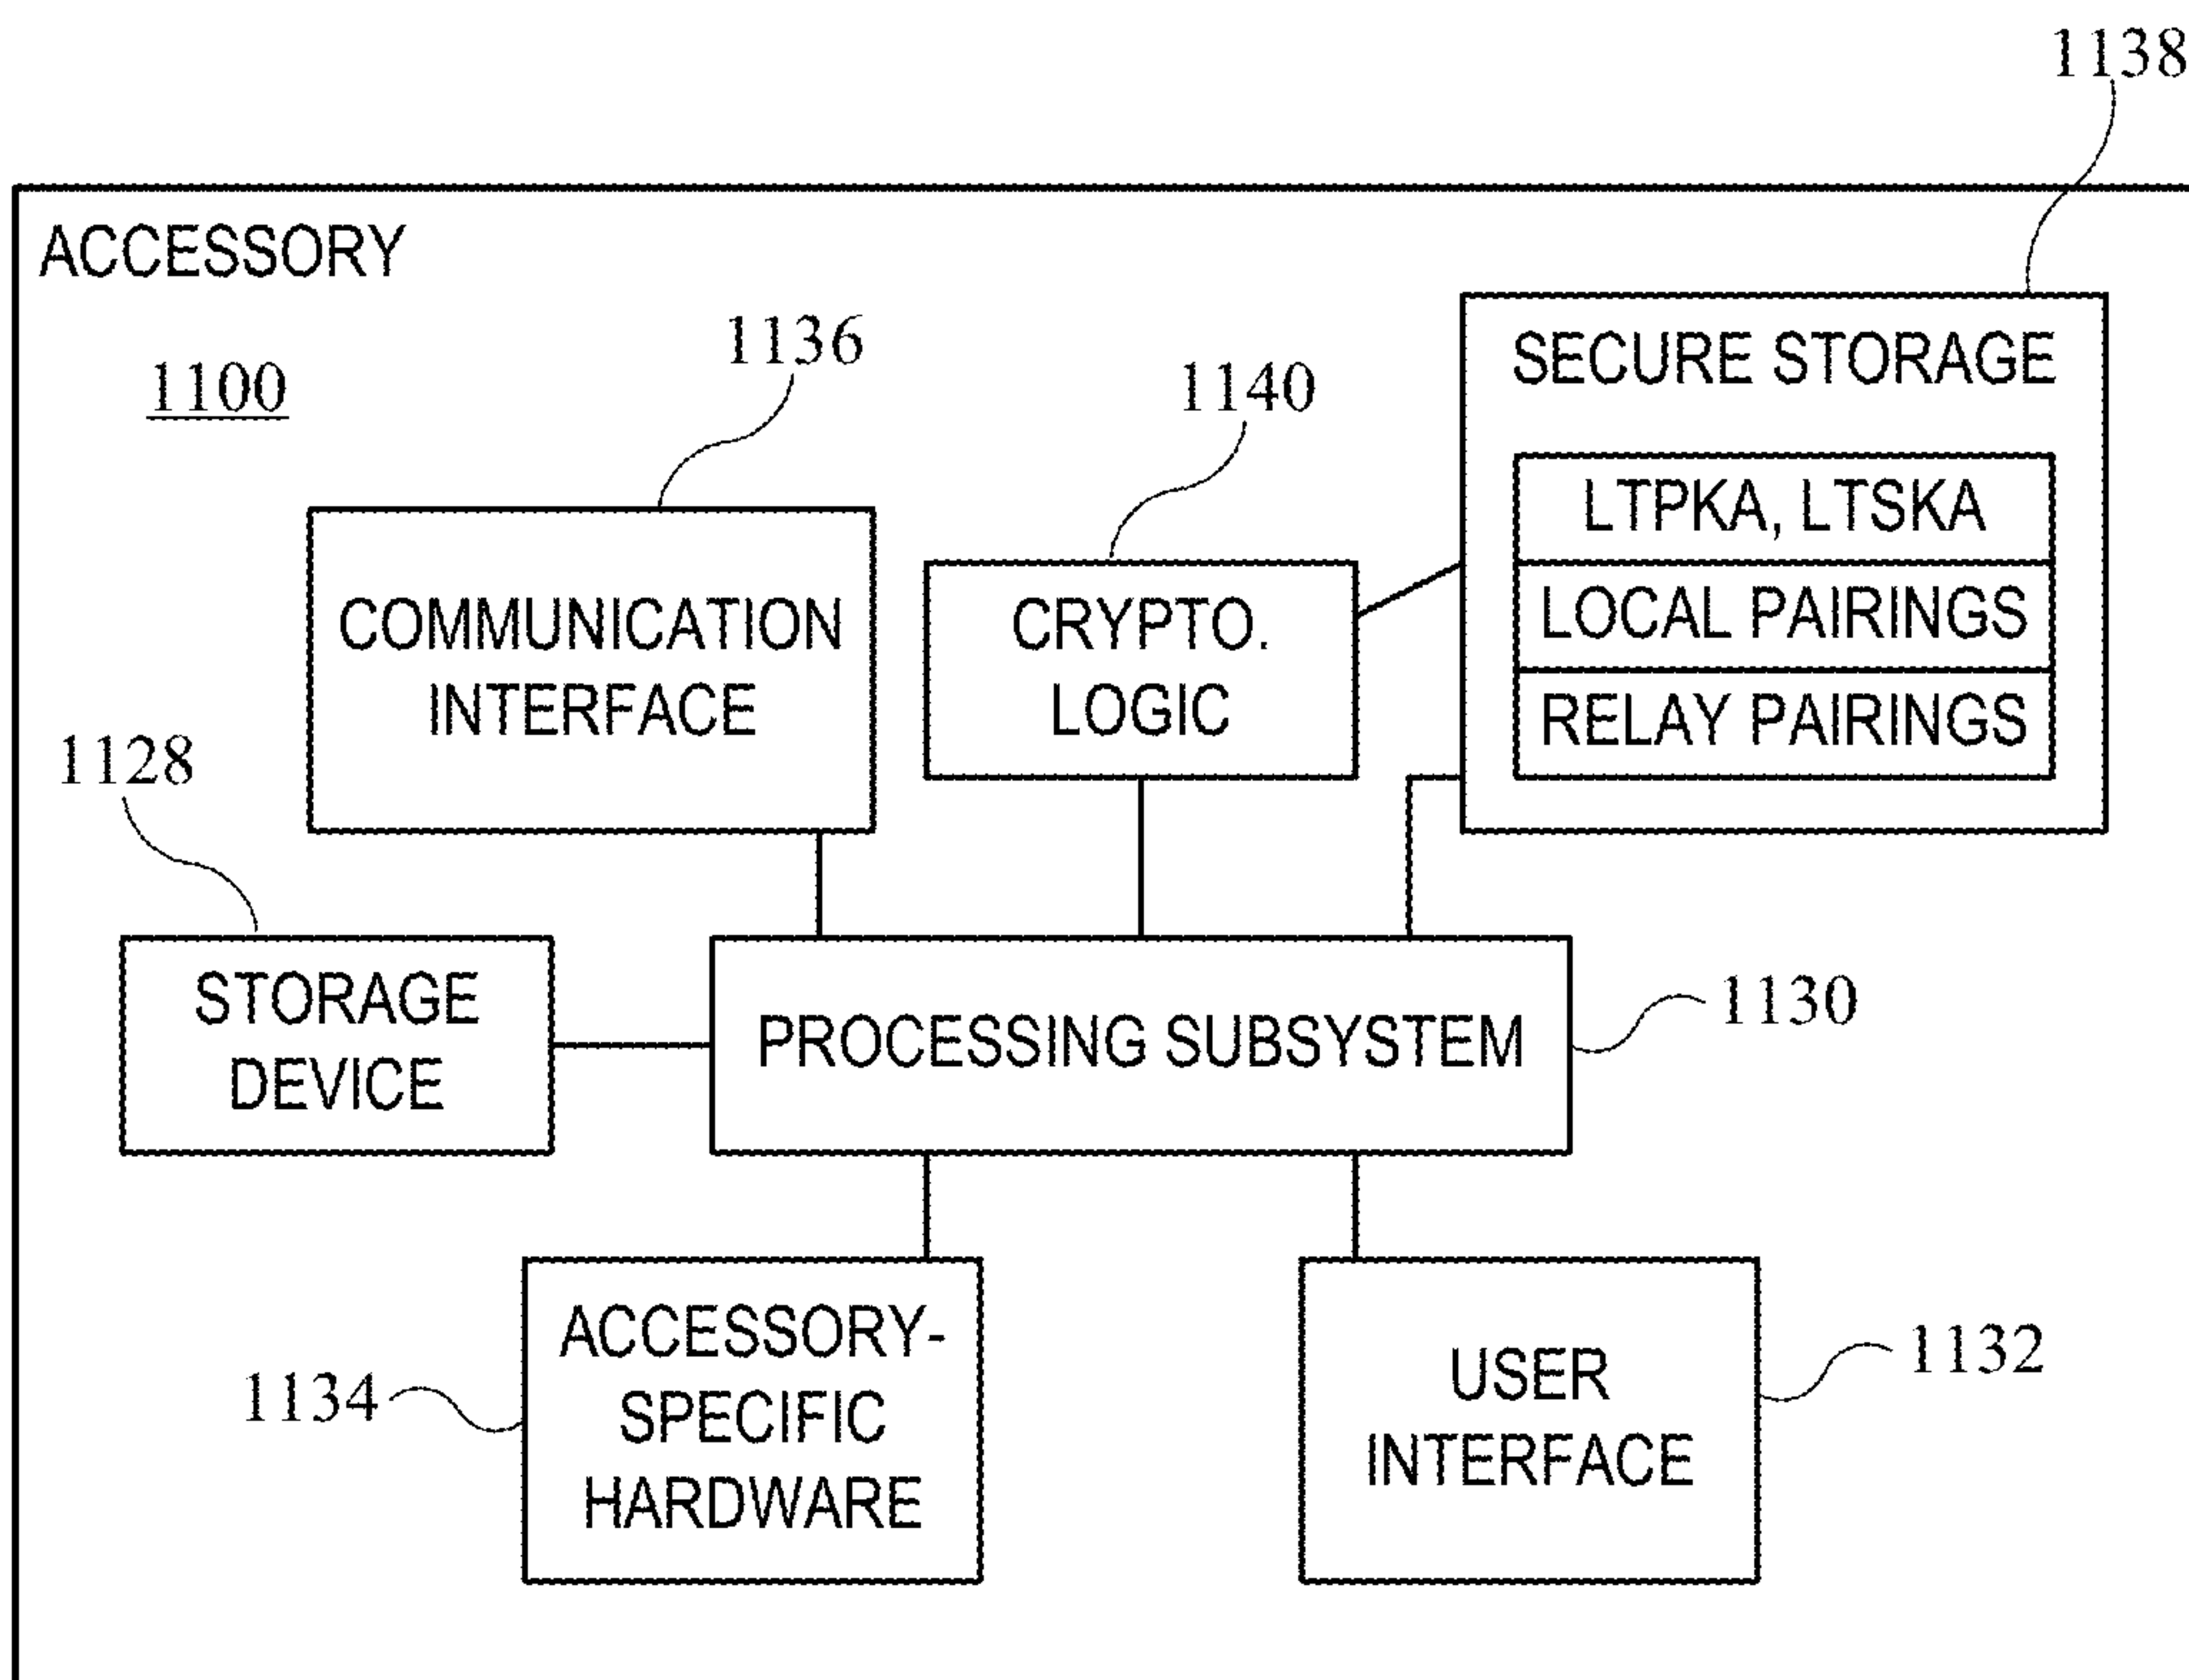 1138
ACCESSORY
1100
1136
1140
SECURE STORAGE
LTPKA, LTSKA
LOCAL PAIRINGS
RELAY PAIRINGS
COMMUNICATION
INTERFACE
CRYPTO.
LOGIC
1128
STORAGE
DEVICE
PROCESSING SUBSYSTEM
1130
1134
ACCESSORY-
SPECIFIC
HARDWARE
USER
INTERFACE
1132